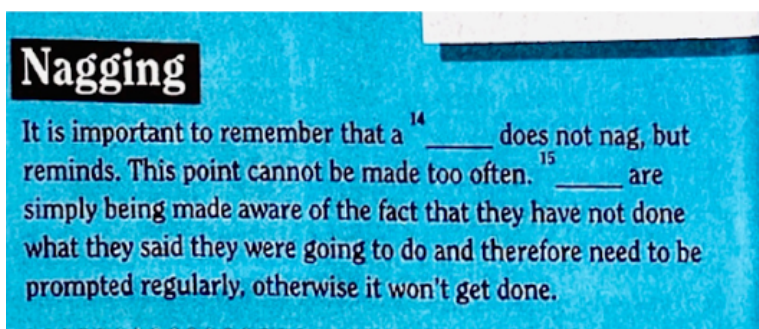 Nagging
It is important to remember that a 14____ does not nag, but
reminds. This point cannot be made too often. 15____ are
simply being made aware of the fact that they have not done
what they said they were going to do and therefore need to be
prompted regularly, otherwise it won't get done.